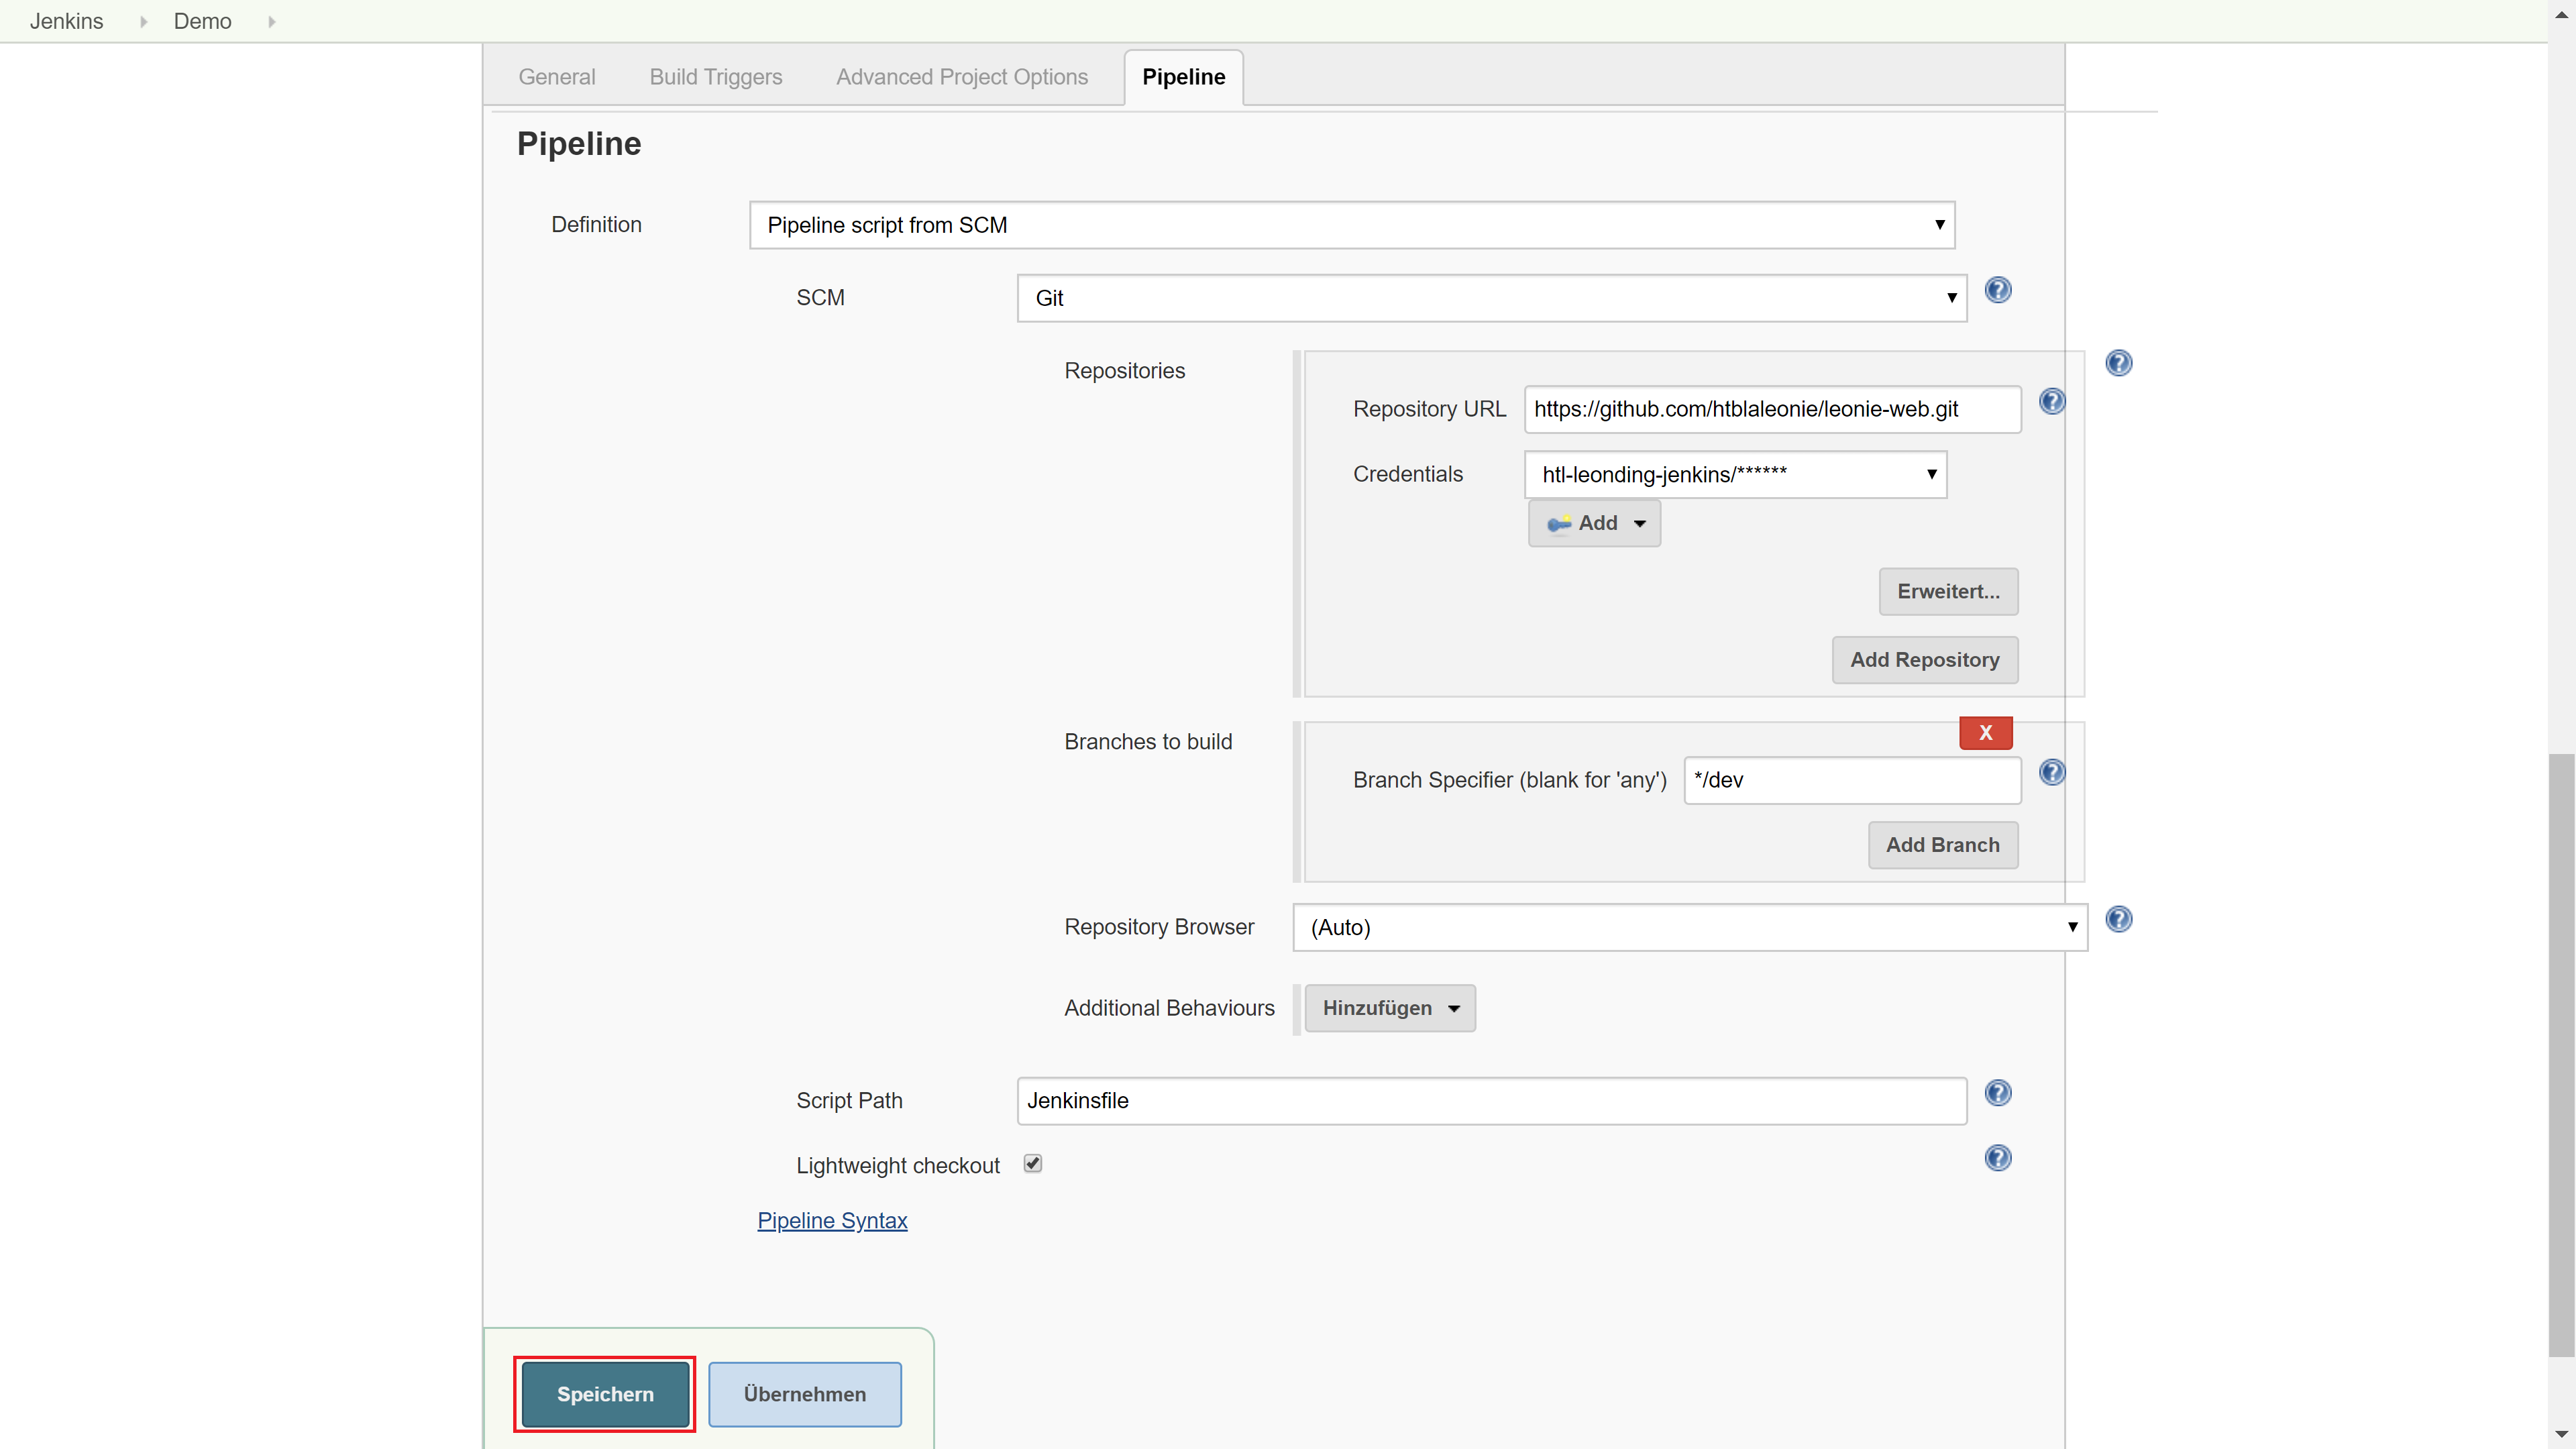 Jenkins Demo
General Build Triggers Advanced Project Options Pipeline
Pipeline
Definition Pipeline script from SCM
SCM Git
Repositories
Repository URL https://github.com/htblaleonie/leonie-web.git
Credentials htl-leonding-jenkins/******
Add
Erweitert...
Add Repository
X
Branches to build
Branch Specifier (blank for 'any') */dev
Add Branch
Repository Browser (Auto)
Additional Behaviours Hinzufügen
Script Path Jenkinsfile
Lightweight checkout
Pipeline Syntax
Speichern Übernehmen